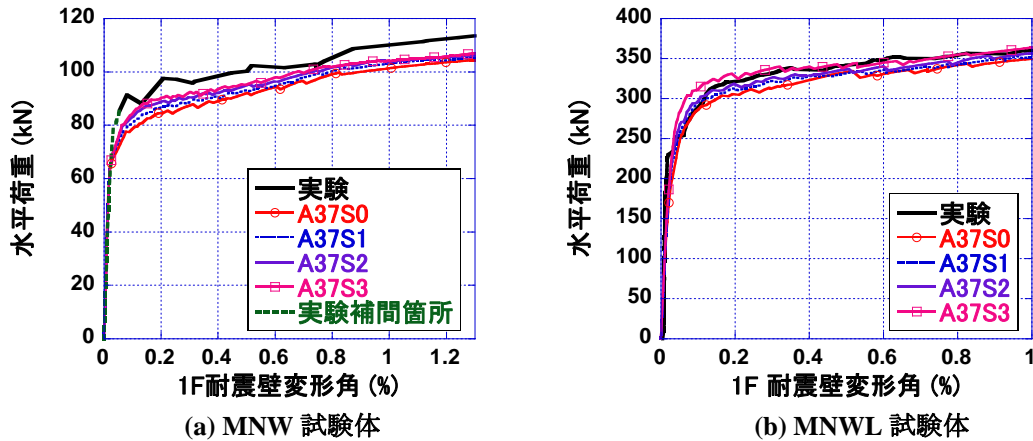 120
100
80
60
40
20
0
水平荷重 (kN)
実験
A37S0
A37S1
A37S2
A37S3
実験補間箇所
0 0.2 0.4 0.6 0.8 1 1.2
1F耐震壁変形角 (%)
(a) MNW 試験体
400
350
300
250
200
150
100
50
0
水平荷重 (kN)
実験
A37S0
A37S1
A37S2
A37S3
0 0.2 0.4 0.6 0.8 1
1F 耐震壁変形角 (%)
(b) MNWL 試験体